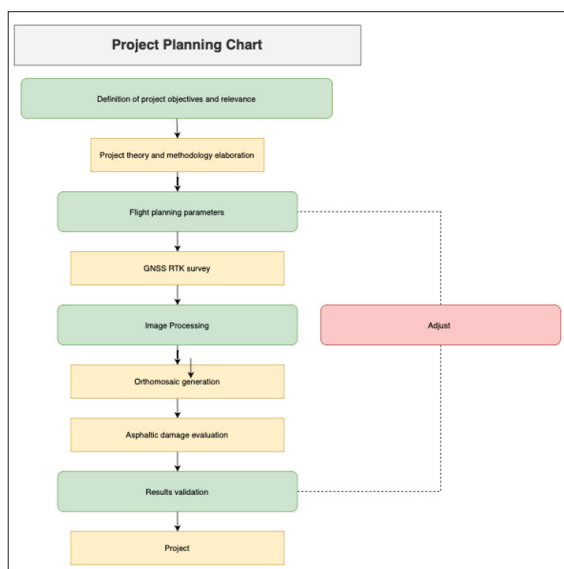 Project Planning Chart
Definition of project objectives and relevance
Project theory and methodology elaboration
Flight planning parameters
GNSS RTK survey
Image Processing
Adjust
Orthomosaic generation
Asphaltic damage evaluation
Results validation
Project